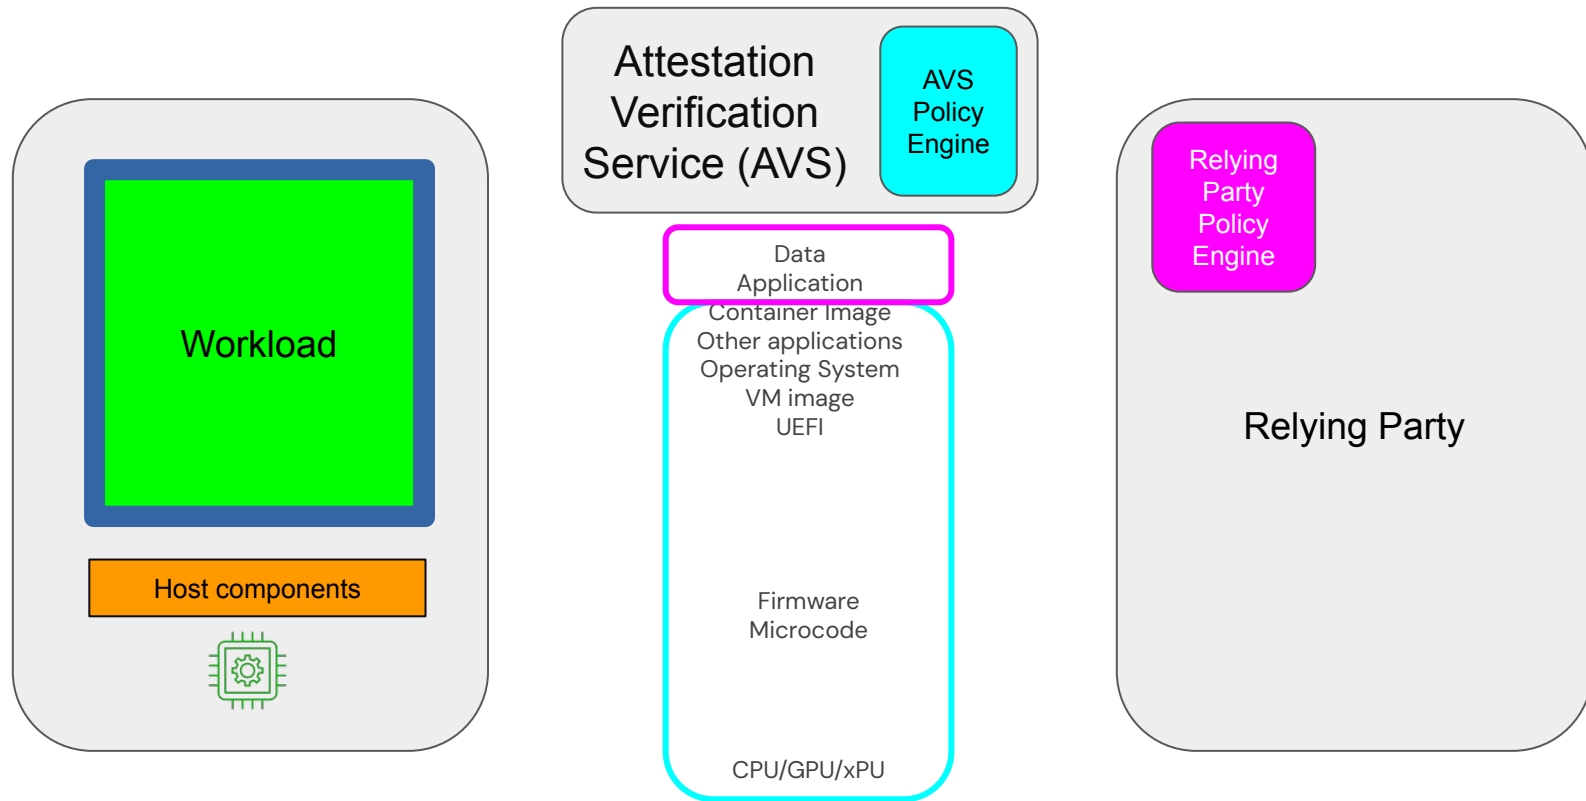 Attestation
Verification
Service (AVS)
AVS
Policy
Engine
Workload
Host components
Data
Application
Container Image
Other applications
Operating System
VM image
UEFI
Firmware
Microcode
CPU/GPU/xPU
Relying
Party
Policy
Engine
Relying Party